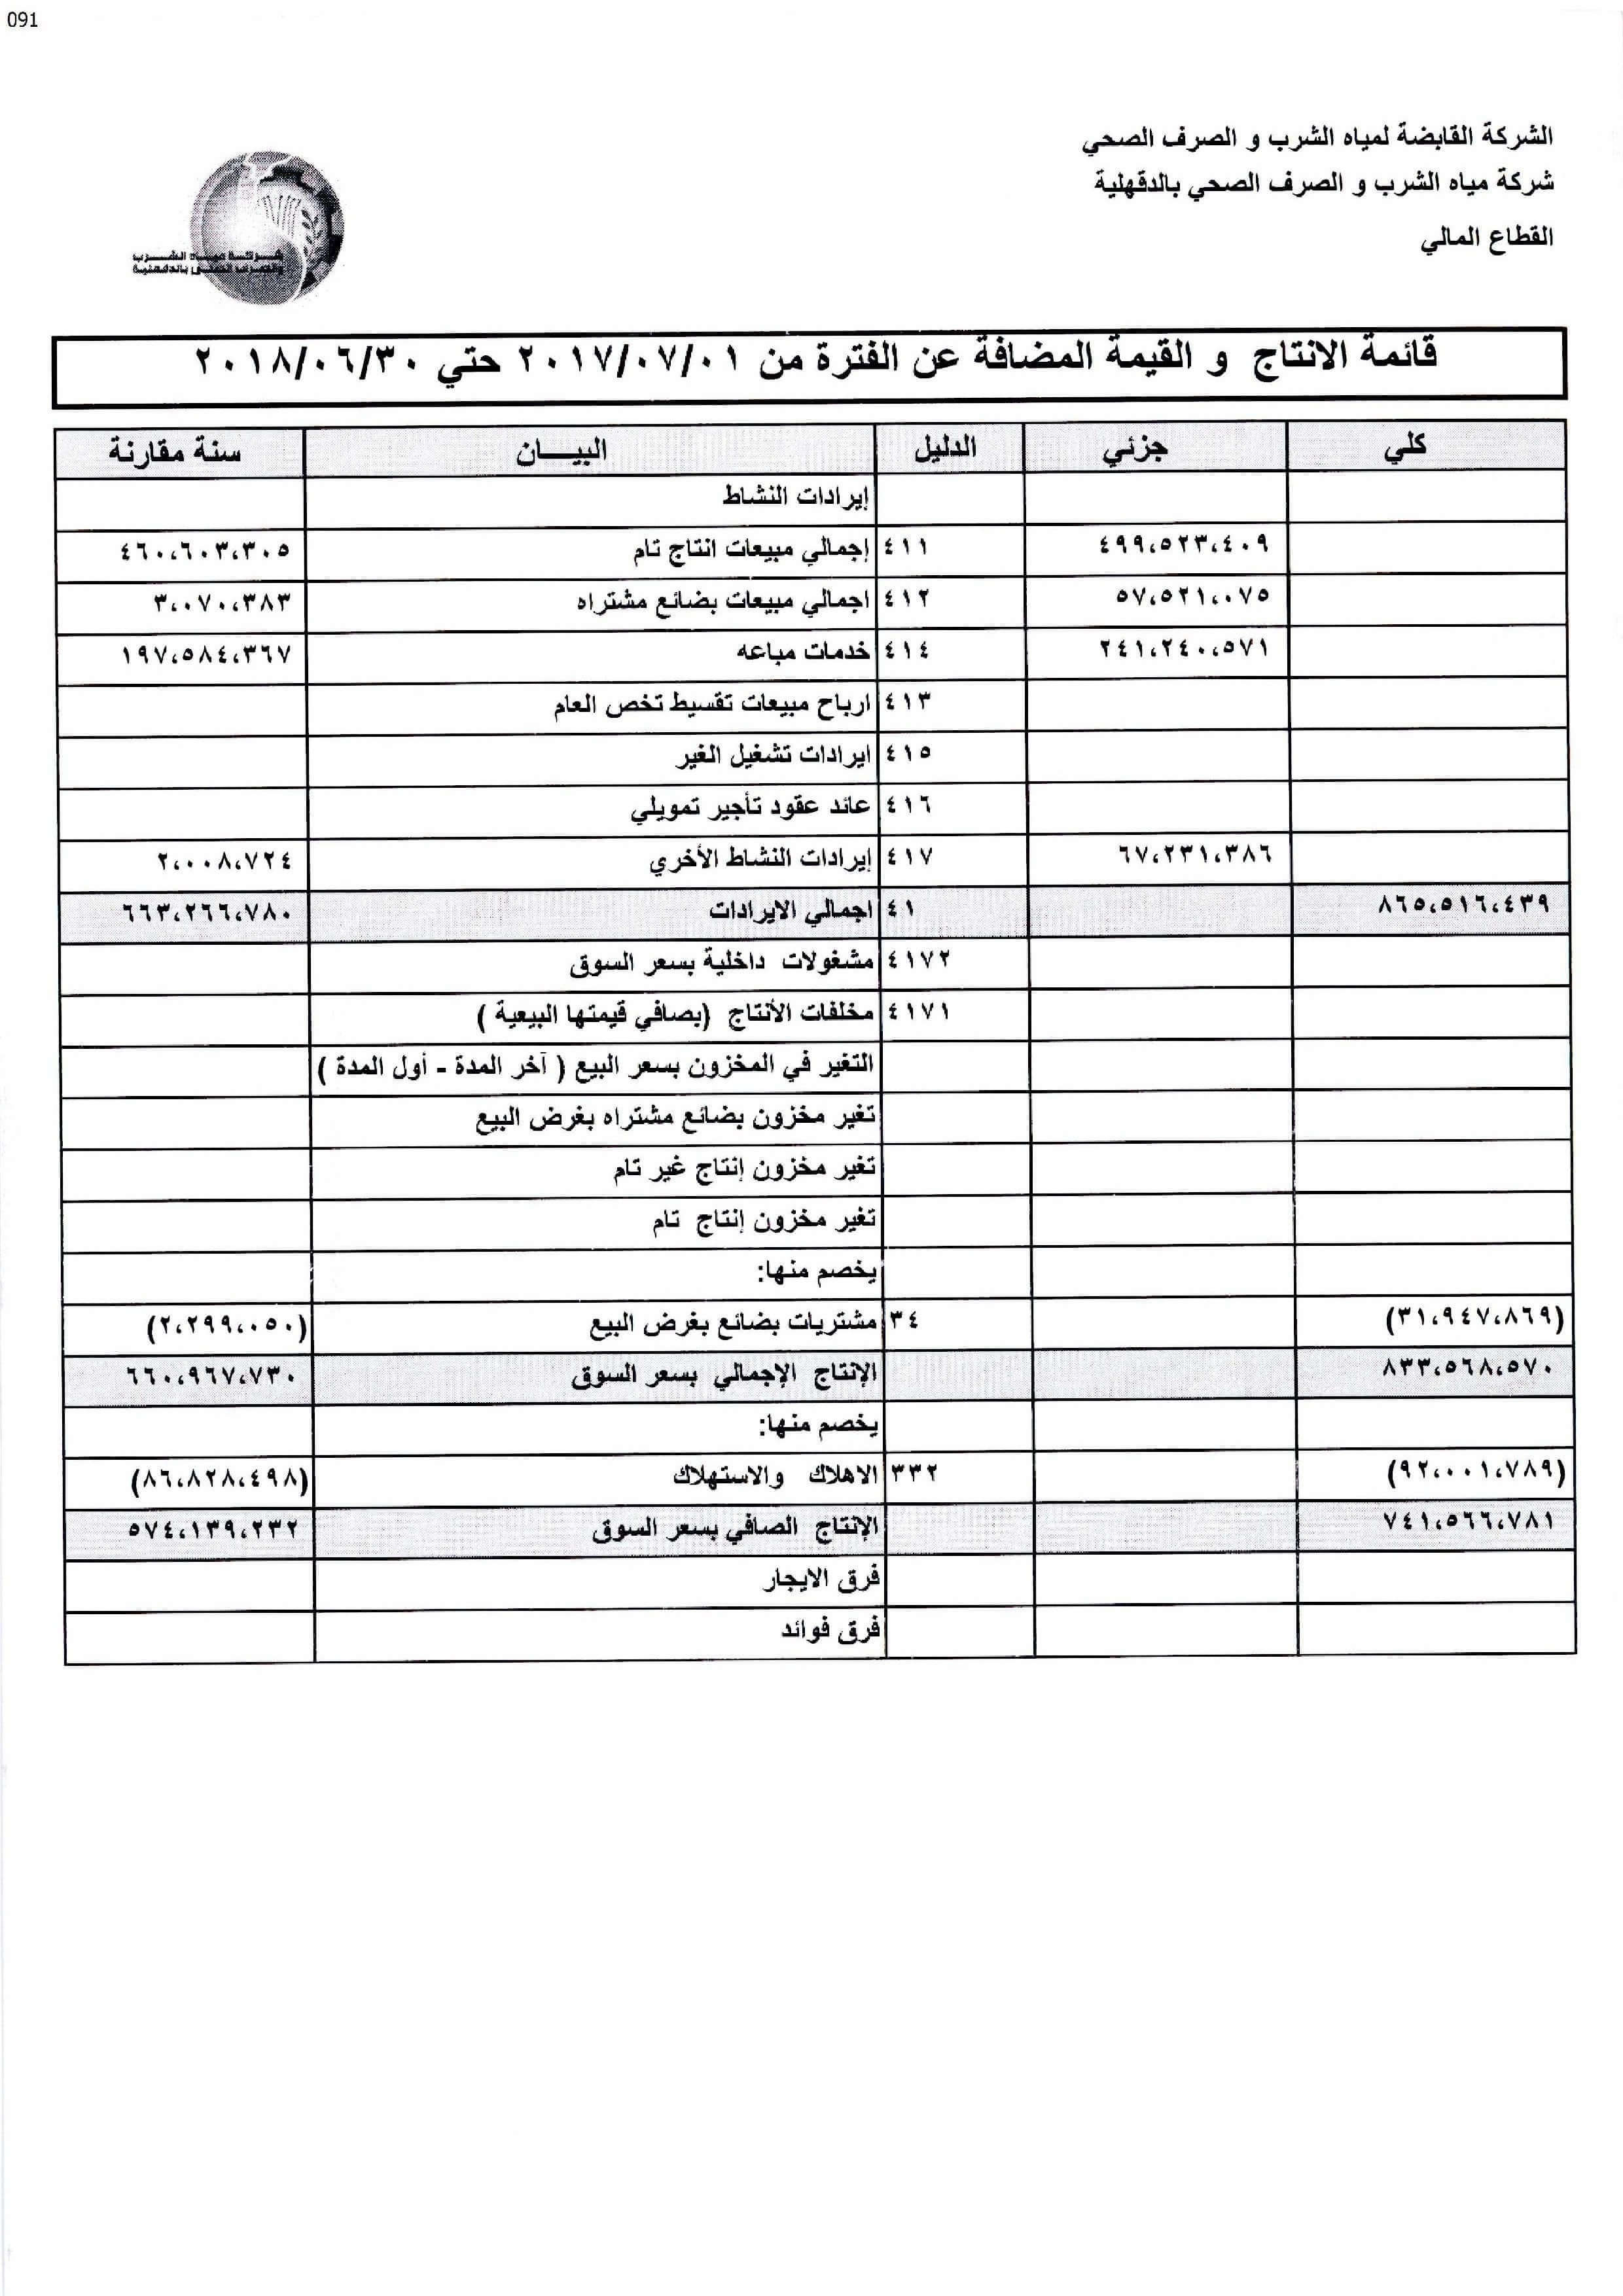 091
الشركة القابضة لمياه الشرب و الصرف الصحي
شركة مياه الشرب و الصرف الصحي بالدقهلية
القطاع المالي
شركة مياه الشرب
والصرف الصحى بالدقهلية
قائمة الانتاج و القيمة المضافة عن الفترة من ٢٠١٧/٠٧/٠١ حتي ٢٠١٨/٠٦/٣٠
كلي جزئي الدليل البيـــان سنة مقارنة
إيرادات النشاط
٤٩٩،٥٢٣،٤٠٩ ٤١١ إجمالي مبيعات انتاج تام ٤٦٠،٦٠٣،٣٠٥
٥٧،٥٢١،٠٧٥ ٤١٢ اجمالي مبيعات بضائع مشتراه ٣،٠٧٠،٣٨٣
٢٤١،٢٤٠،٥٧١ ٤١٤ خدمات مباعه ١٩٧،٥٨٤،٣٦٧
٤١٣ ارباح مبيعات تقسيط تخص العام
٤١٥ ايرادات تشغيل الغير
٤١٦ عائد عقود تأجير تمويلي
٦٧،٢٣١،٣٨٦ ٤١٧ إيرادات النشاط الأخري ٢،٠٠٨،٧٢٤
٨٦٥،٥١٦،٤٣٩ ٤١ اجمالي الايرادات ٦٦٣،٢٦٦،٧٨٠
٤١٧٢ مشغولات داخلية بسعر السوق
٤١٧١ مخلفات الأنتاج (بصافي قيمتها البيعية )
التغير في المخزون بسعر البيع ( آخر المدة - أول المدة )
تغير مخزون بضائع مشتراه بغرض البيع
تغير مخزون إنتاج غير تام
تغير مخزون إنتاج تام
يخصم منها:
(٣١،٩٤٧،٨٦٩) ٣٤ مشتريات بضائع بغرض البيع (٢،٢٩٩،٠٥٠)
٨٣٣،٥٦٨،٥٧٠ الإنتاج الإجمالي بسعر السوق ٦٦٠،٩٦٧،٧٣٠
يخصم منها:
(٩٢،٠٠١،٧٨٩) ٣٣٢ الاهلاك والاستهلاك (٨٦،٨٢٨،٤٩٨)
٧٤١،٥٦٦،٧٨١ الإنتاج الصافي بسعر السوق ٥٧٤،١٣٩،٢٣٢
فرق الايجار
فرق فوائد